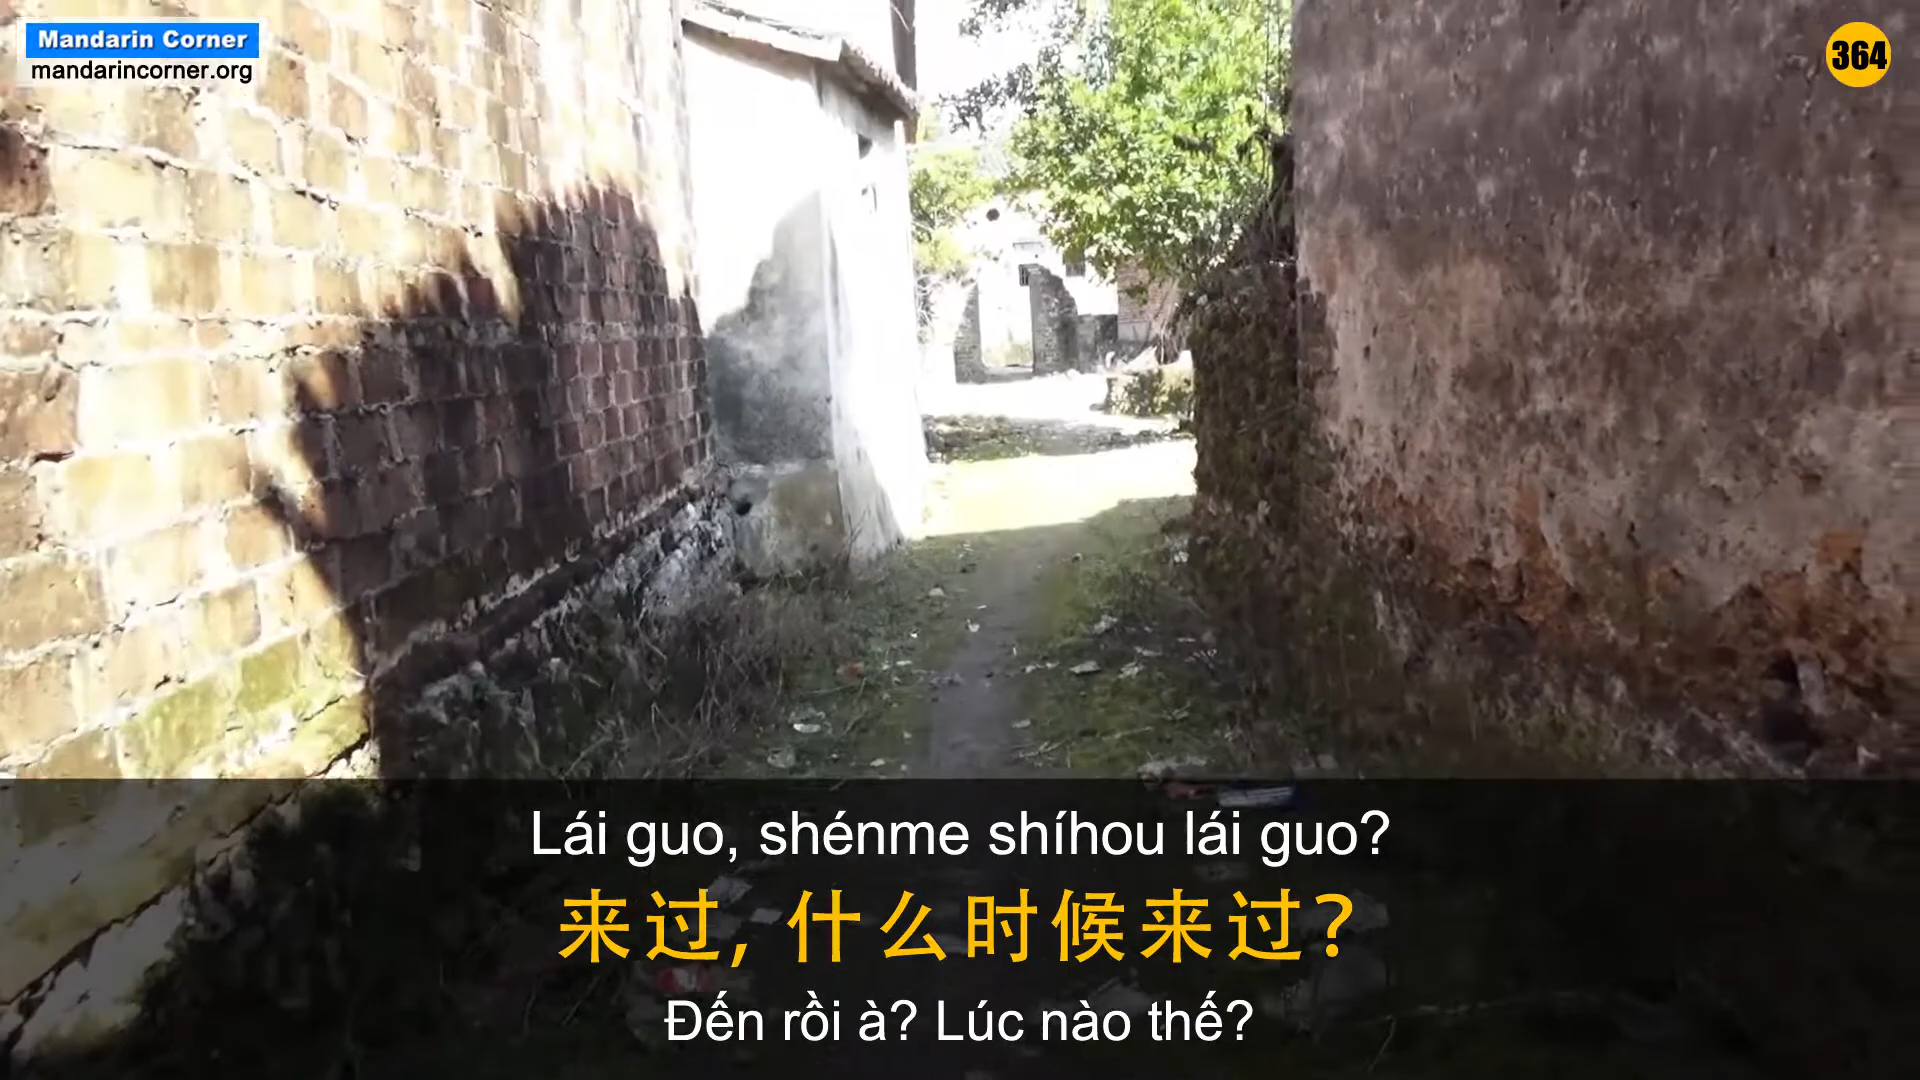 Mandarin Corner
mandarincorner.org
364
Lái guo, shénme shíhou lái guo?
来过, 什么时候来过?
Đến rồi à? Lúc nào thế?